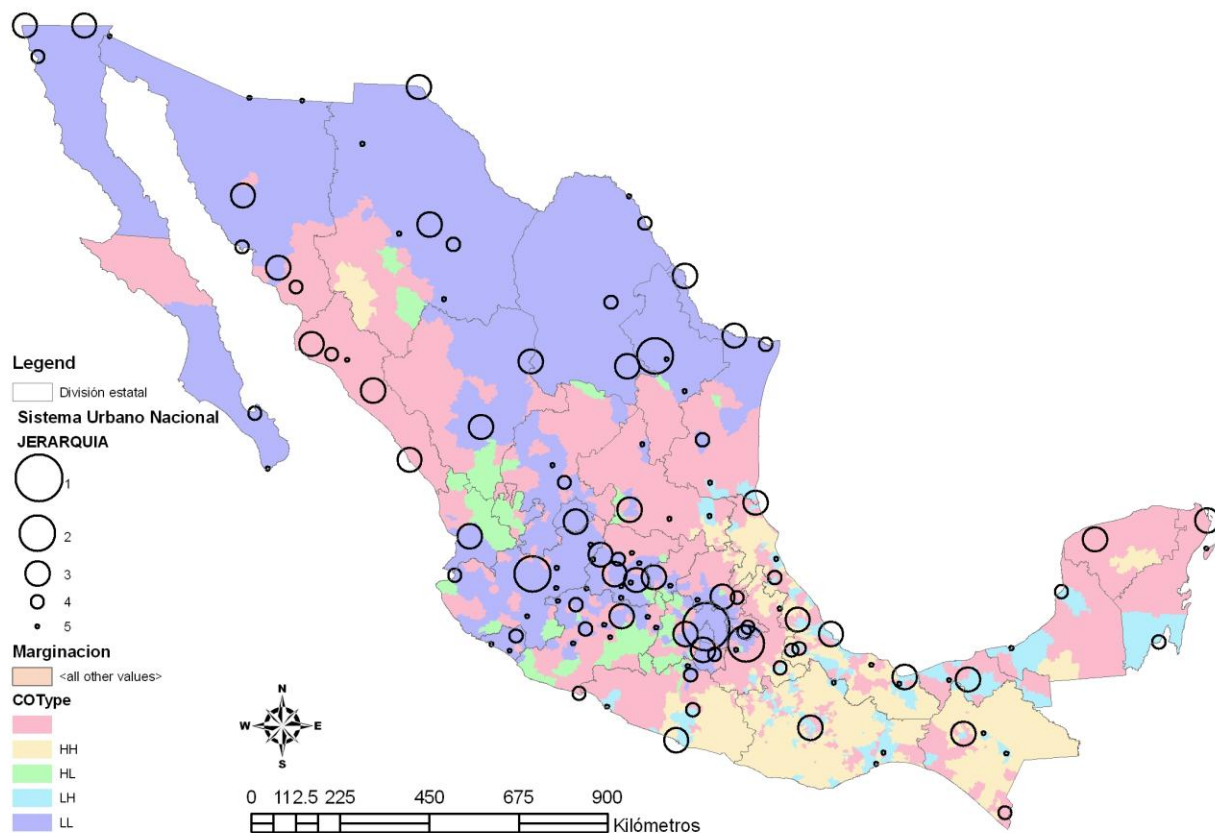 Legend
División estatal
Sistema Urbano Nacional
JERARQUIA
1
2
3
4
5
Marginacion
<all other values>
COType
HH
HL
LH
LL
N
W E
S
0 112.5 225 450 675 900
Kilómetros